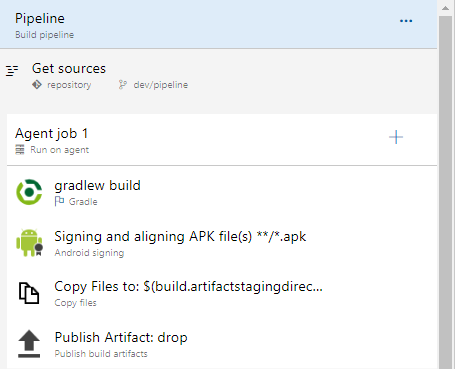 Pipeline
...
Build pipeline
Get sources
repository dev/pipeline
Agent job 1
Run on agent
gradlew build
Gradle
Signing and aligning APK file(s) **/*.apk
Android signing
Copy Files to: $(build.artifactstagingdirec...
Copy files
Publish Artifact: drop
Publish build artifacts